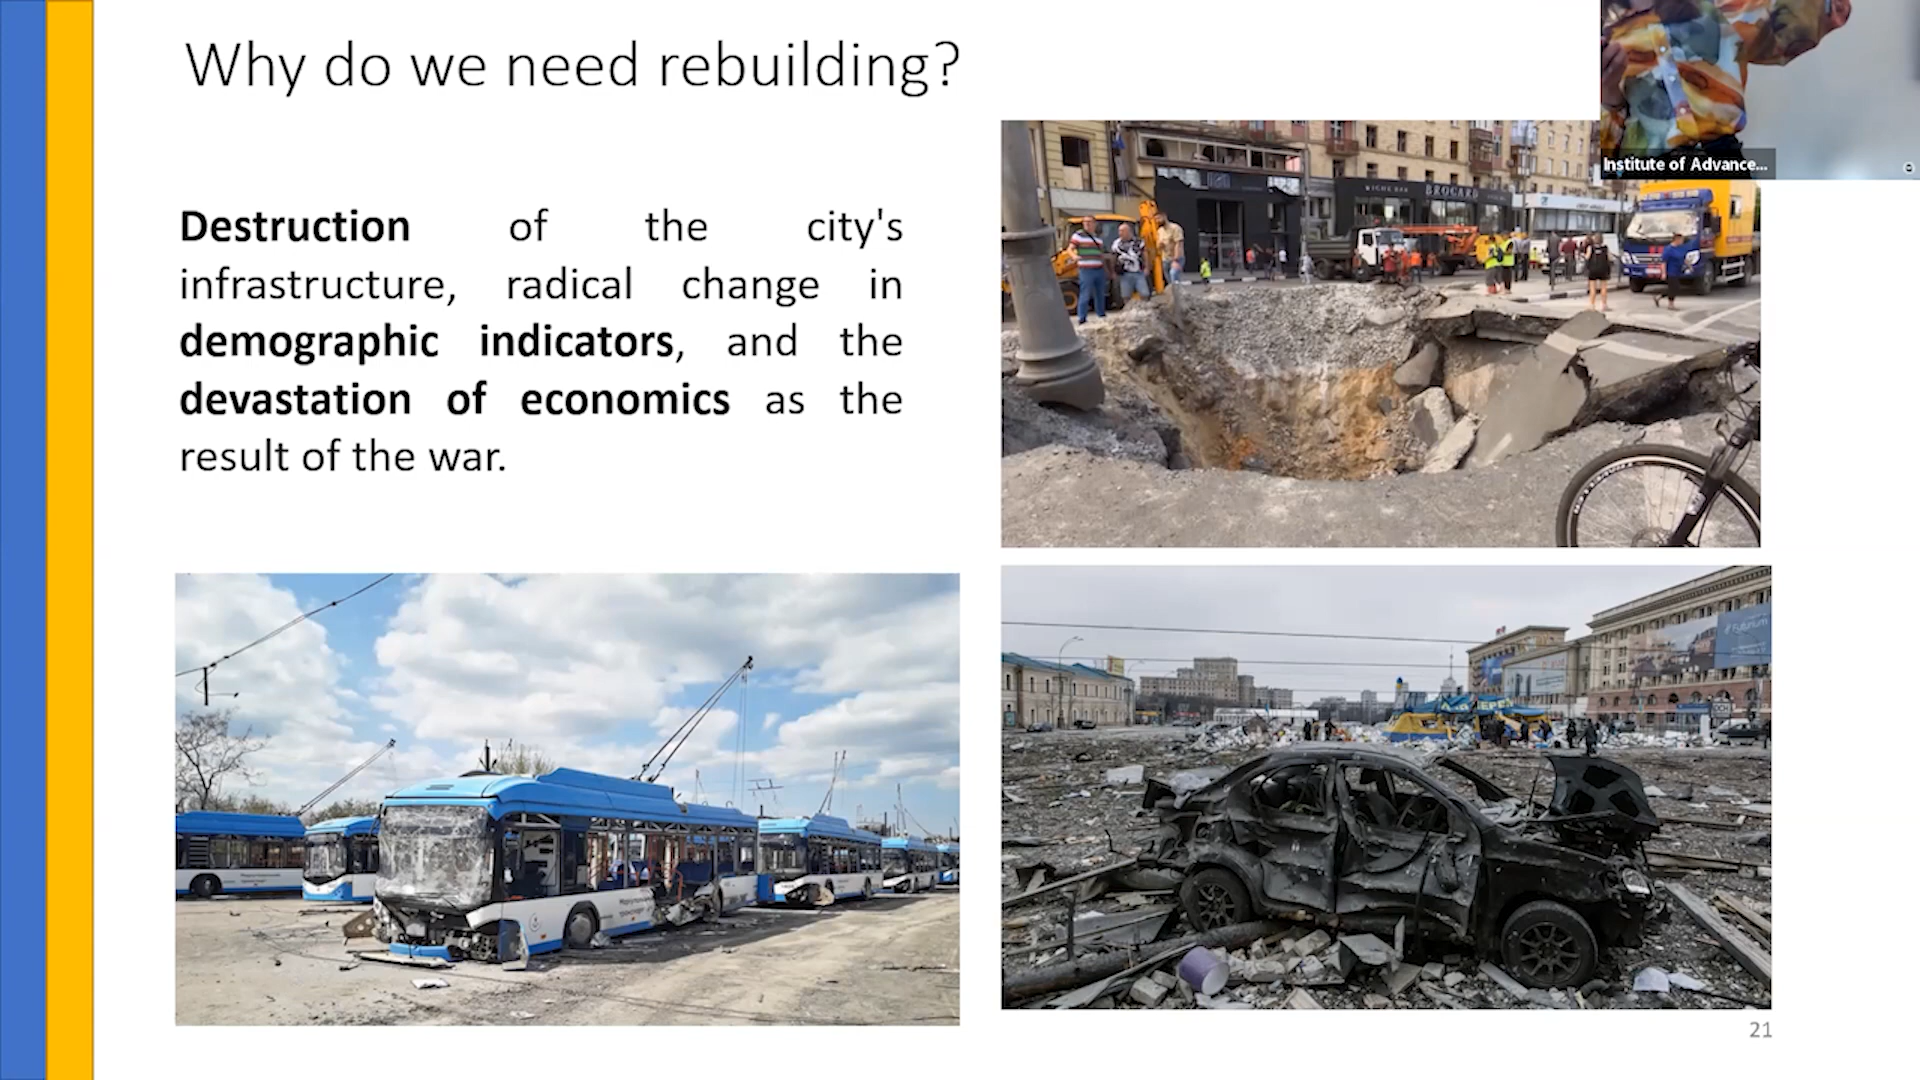 Why do we need rebuilding?
Institute of Advance...
Destruction of the city's
infrastructure, radical change in
demographic indicators, and the
devastation of economics as the
result of the war.
BROCARD
21